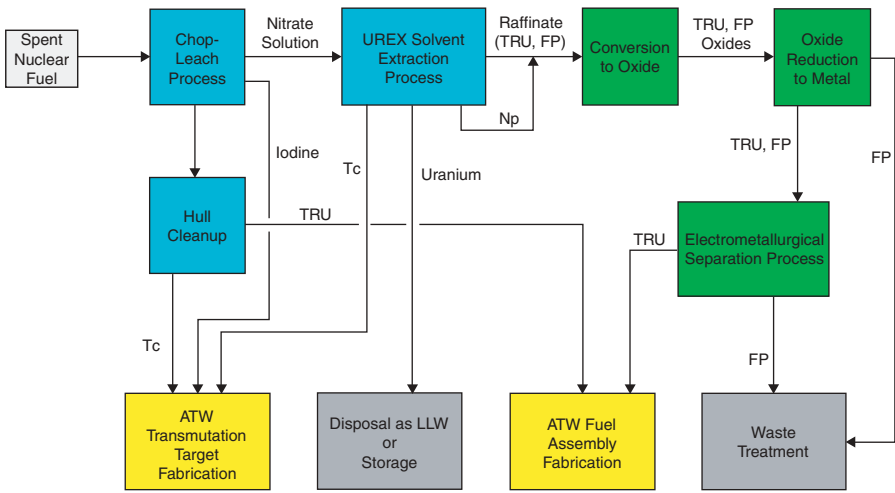 Spent
Nuclear
Fuel
Chop-
Leach
Process
Nitrate
Solution
UREX Solvent
Extraction
Process
Raffinate
(TRU, FP)
Conversion
to Oxide
TRU, FP
Oxides
Oxide
Reduction
to Metal
Np
Iodine
Tc
Uranium
TRU, FP
FP
Hull
Cleanup
TRU
TRU
Electrometallurgical
Separation Process
Tc
FP
ATW
Transmutation
Target
Fabrication
Disposal as LLW
or
Storage
ATW Fuel
Assembly
Fabrication
Waste
Treatment